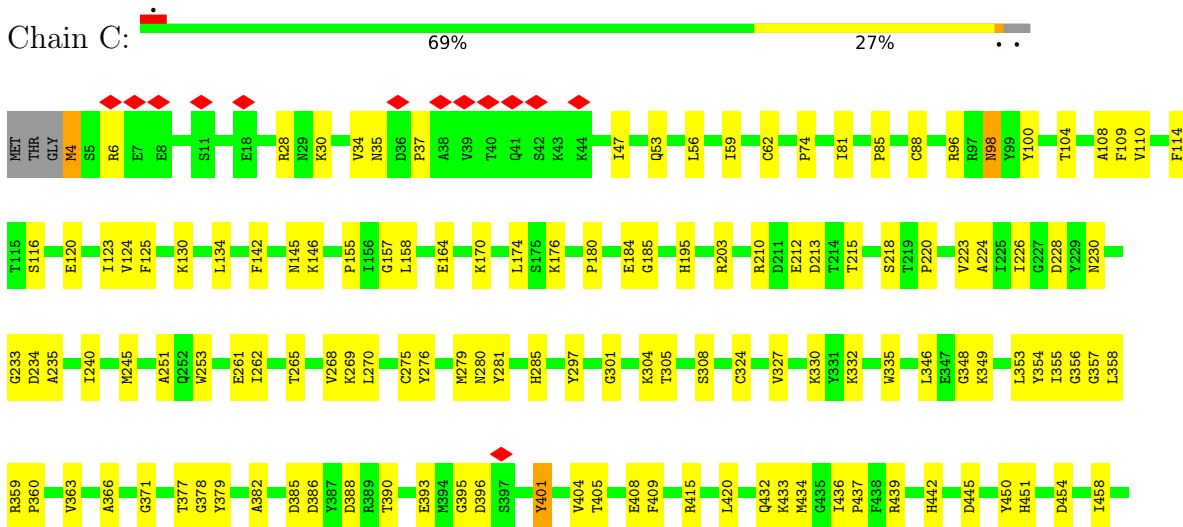 Chain C:
69% 27%
MET THR GLY M4 S5 R6 E7 E8 S11 E18 R28 N29 K30 V34 N35 D36 P37 A38 V39 T40 Q41 S42 K43 K44 I47 Q53 L56 I59 C62 P74 I81 P85 C88 R96 R97 N98 Y99 Y100 T104 A108 F109 V110 F114
T115 S116 E120 I123 V124 F125 K130 L134 F142 N145 K146 P155 I156 G157 L158 E164 K170 L174 S175 K176 P180 E184 G185 H195 R203 R210 D211 E212 D213 T214 T215 S218 T219 P220 V223 A224 I225 I226 G227 D228 Y229 N230
G233 D234 A235 I240 M245 A251 Q252 W253 E261 I262 T265 V268 K269 L270 C275 Y276 M279 N280 Y281 H285 Y297 G301 K304 T305 S308 C324 V327 K330 Y331 K332 W335 L346 E347 G348 K349 L353 Y354 I355 G356 G357 L358
R359 P360 V363 A366 G371 T377 G378 Y379 A382 D385 D386 Y387 D388 R389 T390 E393 M394 G395 D396 S397 Y401 V404 T405 E408 F409 R415 L420 Q432 K433 M434 G435 I436 P437 F438 R439 H442 D445 Y450 H451 D454 I458